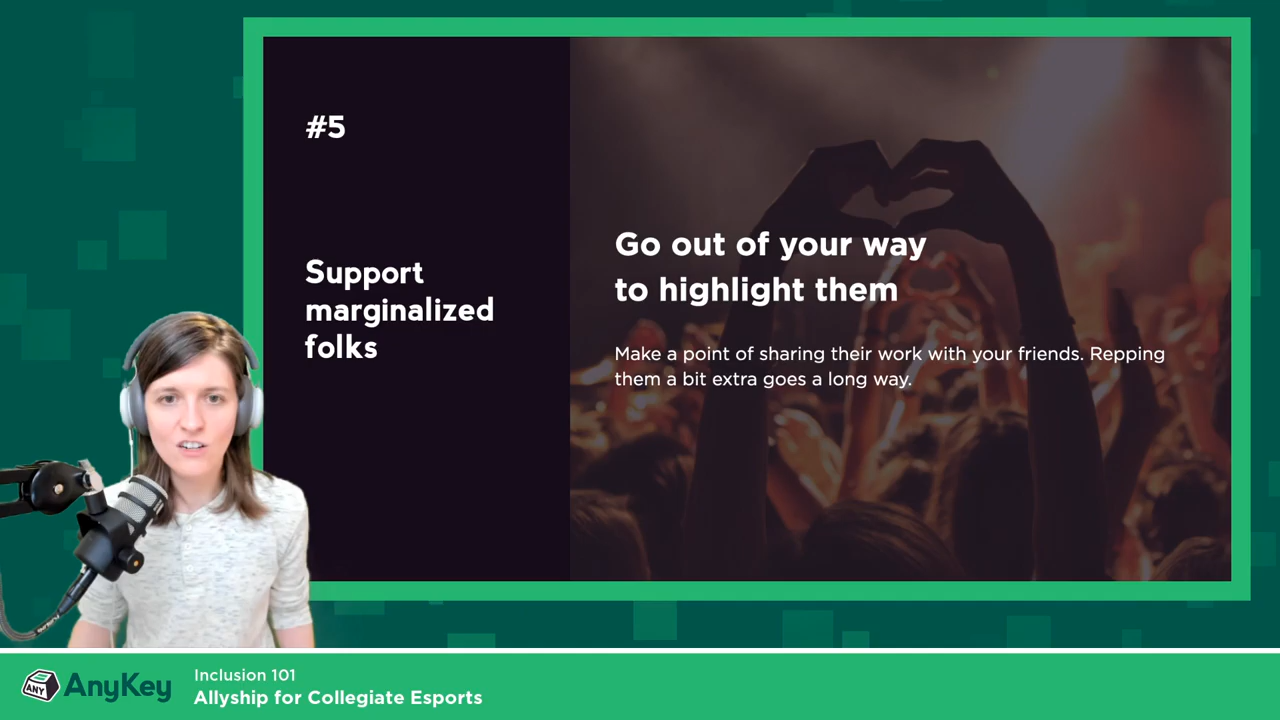 #5
Support
marginalized
folks
Go out of your way
to highlight them
Make a point of sharing their work with your friends. Repping
them a bit extra goes a long way.
ANY
AnyKey
Inclusion 101
Allyship for Collegiate Esports